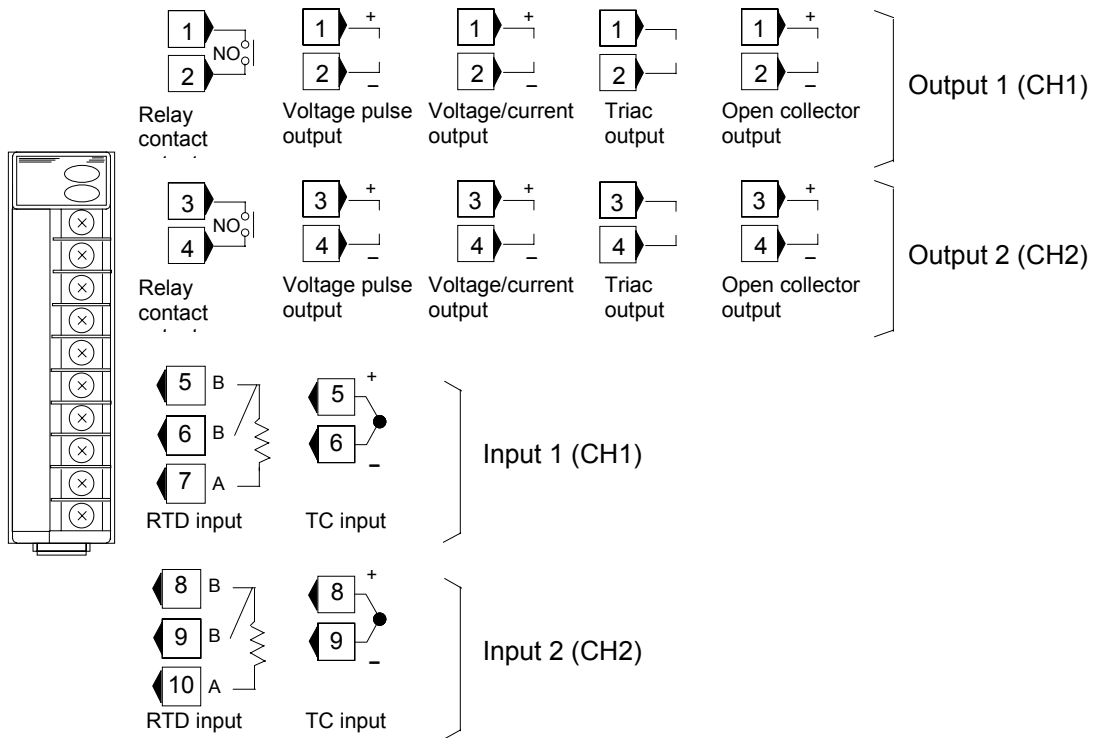 1 + 1 + 1 1 +
1
NO
2 2 2 2 2
– – –
Relay contact
Voltage pulse output
Voltage/current output
Triac output
Open collector output
Output 1 (CH1)
3 + 3 + 3 3 +
3
NO
4 4 4 4 4
– – –
Relay contact
Voltage pulse output
Voltage/current output
Triac output
Open collector output
Output 2 (CH2)
5 B
6 B
7 A
RTD input
5 +
6 –
TC input
Input 1 (CH1)
8 B
9 B
10 A
RTD input
8 +
9 –
TC input
Input 2 (CH2)